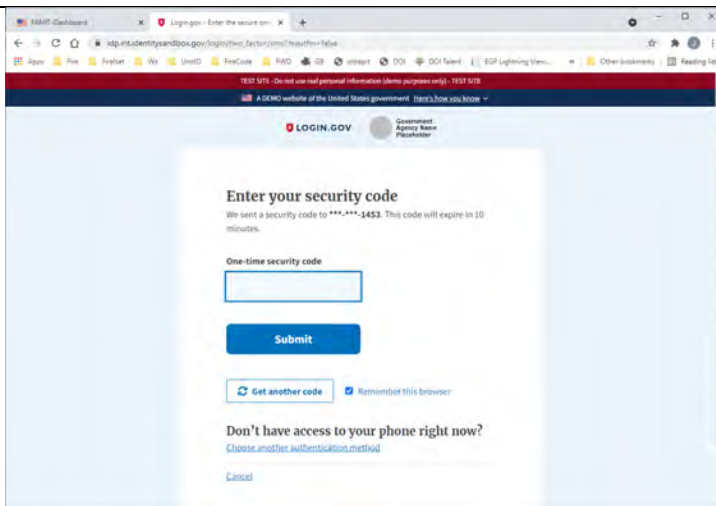 FAMIT-Dashboard
Login.gov - Enter the secure one
idp.int.identitysandbox.gov/login/two_factor/sms?reauthn=false
Apps Fire FireNet UnitID FireCode FWD GS DOI DOI Talent EGP Lightning View... Other bookmarks Reading list
TEST SITE - Do not use real personal information (demo purposes only) - TEST SITE
A DEMO website of the United States government Here's how you know
LOGIN.GOV
Government
Agency Name
Placeholder
Enter your security code
We sent a security code to ***-***-1453. This code will expire in 10
minutes.
One-time security code
Submit
Get another code Remember this browser
Don't have access to your phone right now?
Choose another authentication method
Cancel